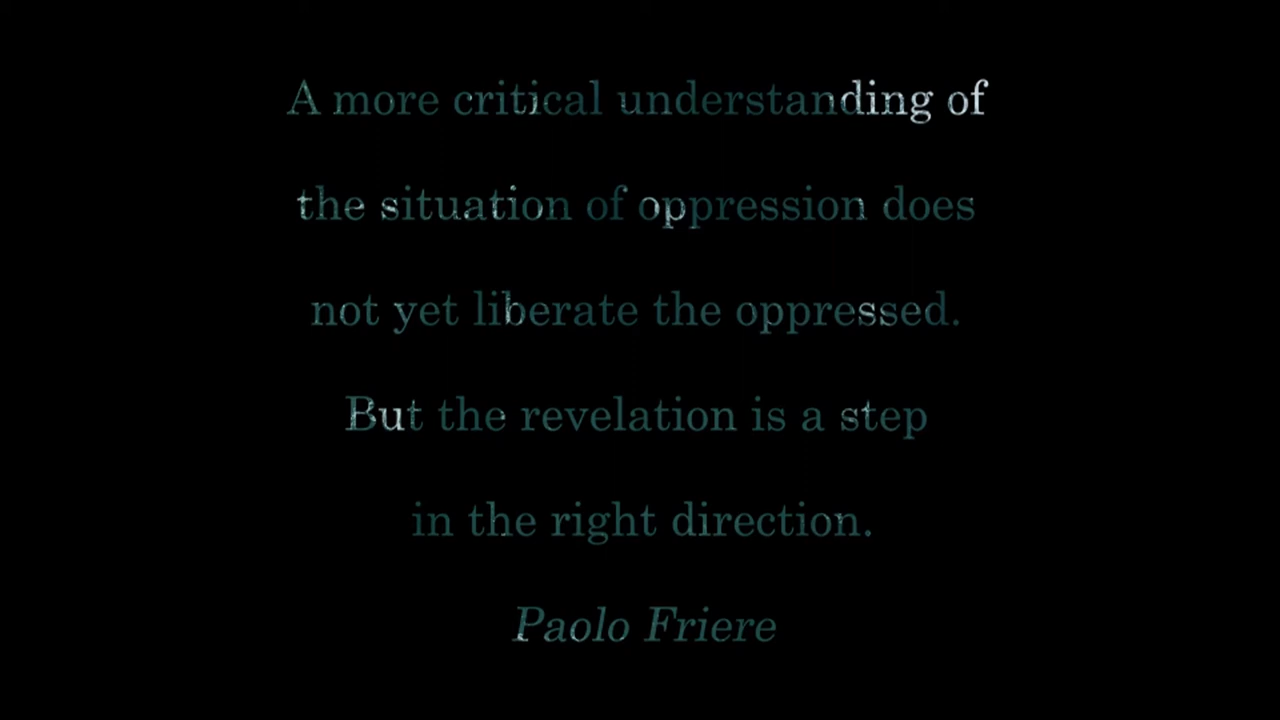 A more critical understanding of
the situation of oppression does
not yet liberate the oppressed.
But the revelation is a step
in the right direction.
Paolo Friere